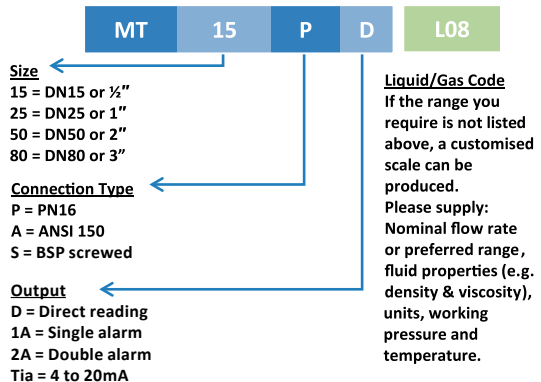 MT 15 P D L08
Size
15 = DN15 or ½″
25 = DN25 or 1″
50 = DN50 or 2″
80 = DN80 or 3”
Connection Type
P = PN16
A = ANSI 150
S = BSP screwed
Output
D = Direct reading
1A = Single alarm
2A = Double alarm
Tia = 4 to 20mA
Liquid/Gas Code
If the range you
require is not listed
above, a customised
scale can be
produced.
Please supply:
Nominal flow rate
or preferred range,
fluid properties (e.g.
density & viscosity),
units, working
pressure and
temperature.